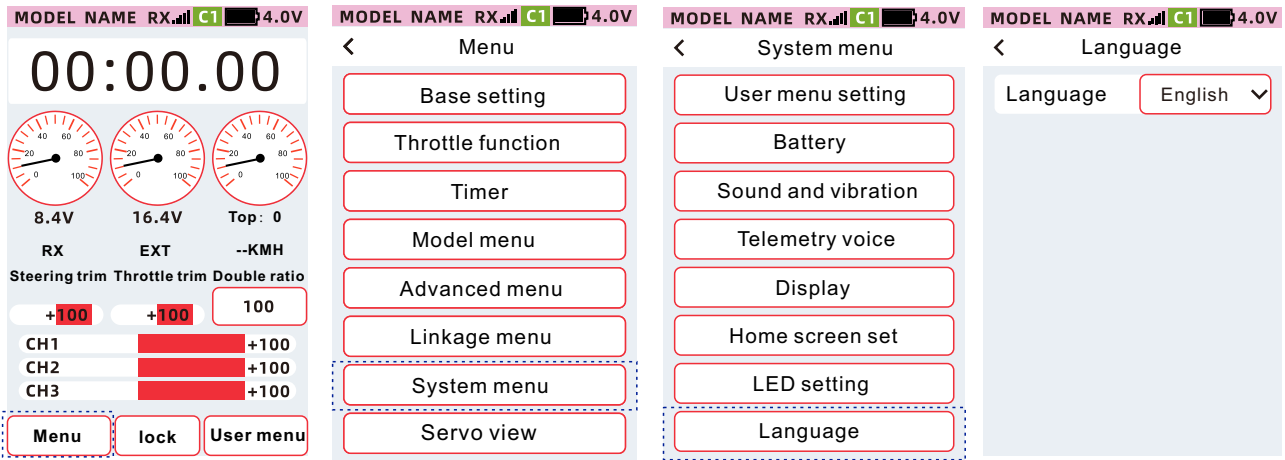 MODEL NAME RX C1 4.0V
00:00.00
0 20 40 60 80 100
0 20 40 60 80 100
0 20 40 60 80 100
8.4V 16.4V Top: 0
RX EXT --KMH
Steering trim Throttle trim Double ratio
+100 +100 100
CH1 +100
CH2 +100
CH3 +100
Menu lock User menu
MODEL NAME RX C1 4.0V
< Menu
Base setting
Throttle function
Timer
Model menu
Advanced menu
Linkage menu
System menu
Servo view
MODEL NAME RX C1 4.0V
< System menu
User menu setting
Battery
Sound and vibration
Telemetry voice
Display
Home screen set
LED setting
Language
MODEL NAME RX C1 4.0V
< Language
Language English